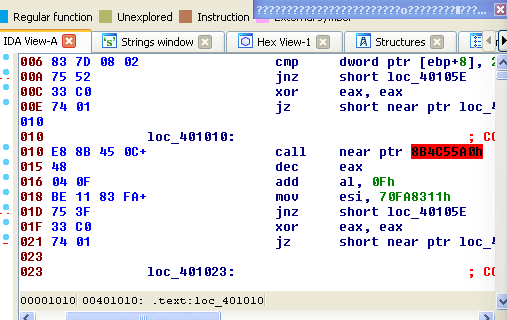 Regular function Unexplored Instruction
IDA View-A 's' Strings window Hex View-1 Structures
006 83 7D 08 02 cmp dword ptr [ebp+8],
00A 75 52 jnz short loc_40105E
00C 33 C0 xor eax, eax
00E 74 01 jz short near ptr loc_4
010
010 loc_401010: ; CO
010 E8 8B 45 0C+ call near ptr 8B4C55A0h
015 48 dec eax
016 04 0F add al, 0Fh
018 BE 11 83 FA+ mov esi, 70FA8311h
01D 75 3F jnz short loc_40105E
01F 33 C0 xor eax, eax
021 74 01 jz short near ptr loc_4
023
023 loc_401023: ; CO
00001010 00401010: .text:loc_401010